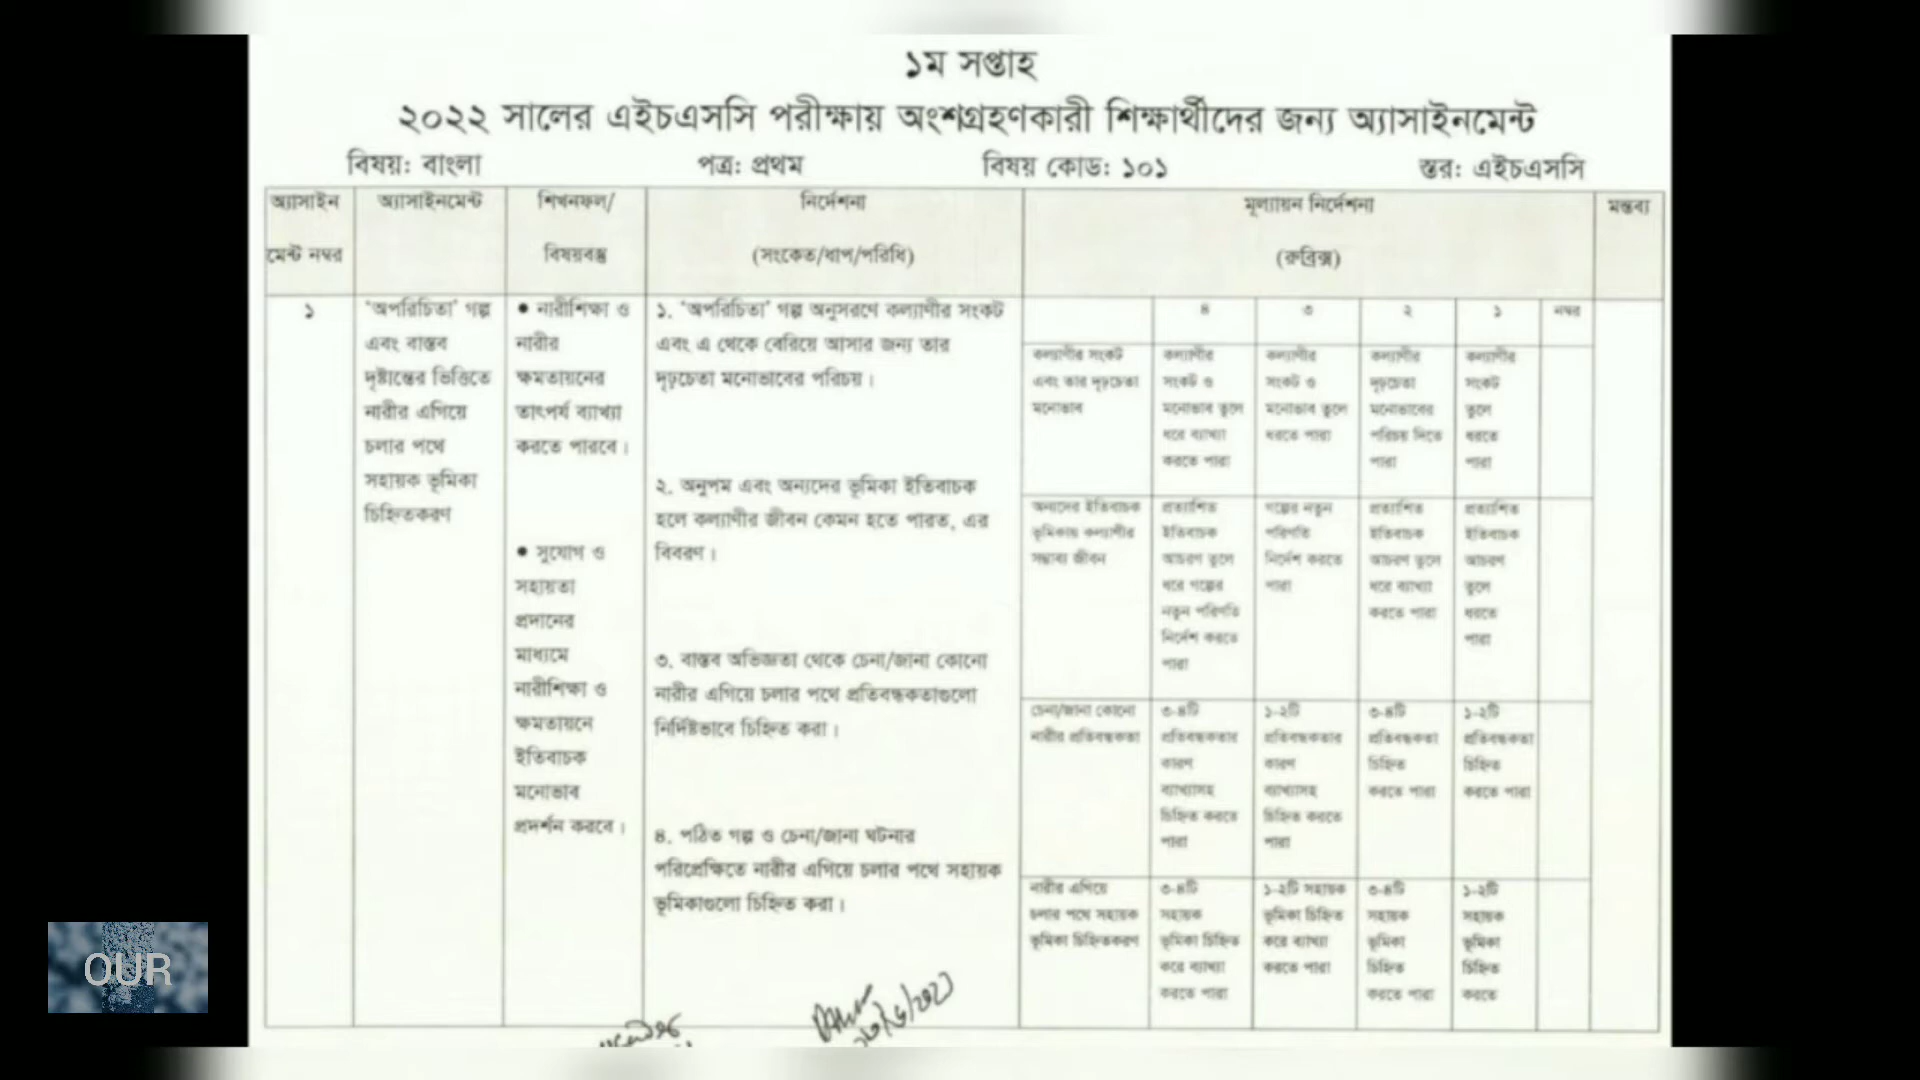 ১ম সপ্তাহ
২০২২ সালের এইচএসসি পরীক্ষায় অংশগ্রহণকারী শিক্ষার্থীদের জন্য অ্যাসাইনমেন্ট
বিষয়: বাংলা পত্র: প্রথম বিষয় কোড: ১০১ স্তর: এইচএসসি
অ্যাসাইন
মেন্ট নম্বর
অ্যাসাইনমেন্ট
শিখনফল/
বিষয়বস্তু
নির্দেশনা
(সংকেত/ধাপ/পরিধি)
মূল্যায়ন নির্দেশনা
(রুব্রিক্স)
মন্তব্য
১
'অপরিচিতা' গল্প
এবং বাস্তব
দৃষ্টান্তের ভিত্তিতে
নারীর এগিয়ে
চলার পথে
সহায়ক ভূমিকা
চিহ্নিতকরণ
● নারীশিক্ষা ও
নারীর
ক্ষমতায়নের
তাৎপর্য ব্যাখ্যা
করতে পারবে।
● সুযোগ ও
সহায়তা
প্রদানের
মাধ্যমে
নারীশিক্ষা ও
ক্ষমতায়নে
ইতিবাচক
মনোভাব
প্রদর্শন করবে।
১. 'অপরিচিতা' গল্প অনুসরণে কল্যাণীর সংকট
এবং এ থেকে বেরিয়ে আসার জন্য তার
দৃঢ়চেতা মনোভাবের পরিচয়।
২. অনুপম এবং অন্যদের ভূমিকা ইতিবাচক
হলে কল্যাণীর জীবন কেমন হতে পারত, এর
বিবরণ।
৩. বাস্তব অভিজ্ঞতা থেকে চেনা/জানা কোনো
নারীর এগিয়ে চলার পথে প্রতিবন্ধকতাগুলো
নির্দিষ্টভাবে চিহ্নিত করা।
৪. পঠিত গল্প ও চেনা/জানা ঘটনার
পরিপ্রেক্ষিতে নারীর এগিয়ে চলার পথে সহায়ক
ভূমিকাগুলো চিহ্নিত করা।
৪ ৩ ২ ১ নম্বর
কল্যাণীর সংকট
এবং তার দৃঢ়চেতা
মনোভাব
কল্যাণীর
সংকট ও
মনোভাব তুলে
ধরে ব্যাখ্যা
করতে পারা
কল্যাণীর
সংকট ও
মনোভাব তুলে
ধরতে পারা
কল্যাণীর
দৃঢ়চেতা
মনোভাবের
পরিচয় দিতে
পারা
কল্যাণীর
সংকট
তুলে
ধরতে
পারা
অন্যদের ইতিবাচক
ভূমিকায় কল্যাণীর
সম্ভাব্য জীবন
প্রত্যাশিত
ইতিবাচক
আচরণ তুলে
ধরে গল্পের
নতুন পরিণতি
নির্দেশ করতে
পারা
গল্পের নতুন
পরিণতি
নির্দেশ করতে
পারা
প্রত্যাশিত
ইতিবাচক
আচরণ তুলে
ধরে ব্যাখ্যা
করতে পারা
প্রত্যাশিত
ইতিবাচক
আচরণ
তুলে
ধরতে
পারা
চেনা/জানা কোনো
নারীর প্রতিবন্ধকতা
৩-৪টি
প্রতিবন্ধকতার
কারণ
ব্যাখ্যাসহ
চিহ্নিত করতে
পারা
১-২টি
প্রতিবন্ধকতার
কারণ
ব্যাখ্যাসহ
চিহ্নিত করতে
পারা
৩-৪টি
প্রতিবন্ধকতা
চিহ্নিত
করতে পারা
১-২টি
প্রতিবন্ধকতা
চিহ্নিত
করতে পারা
নারীর এগিয়ে
চলার পথে সহায়ক
ভূমিকা চিহ্নিতকরণ
৩-৪টি
সহায়ক
ভূমিকা চিহ্নিত
করে ব্যাখ্যা
করতে পারা
১-২টি সহায়ক
ভূমিকা চিহ্নিত
করে ব্যাখ্যা
করতে পারা
৩-৪টি
সহায়ক
ভূমিকা
চিহ্নিত
করতে পারা
১-২টি
সহায়ক
ভূমিকা
চিহ্নিত
করতে
OUR